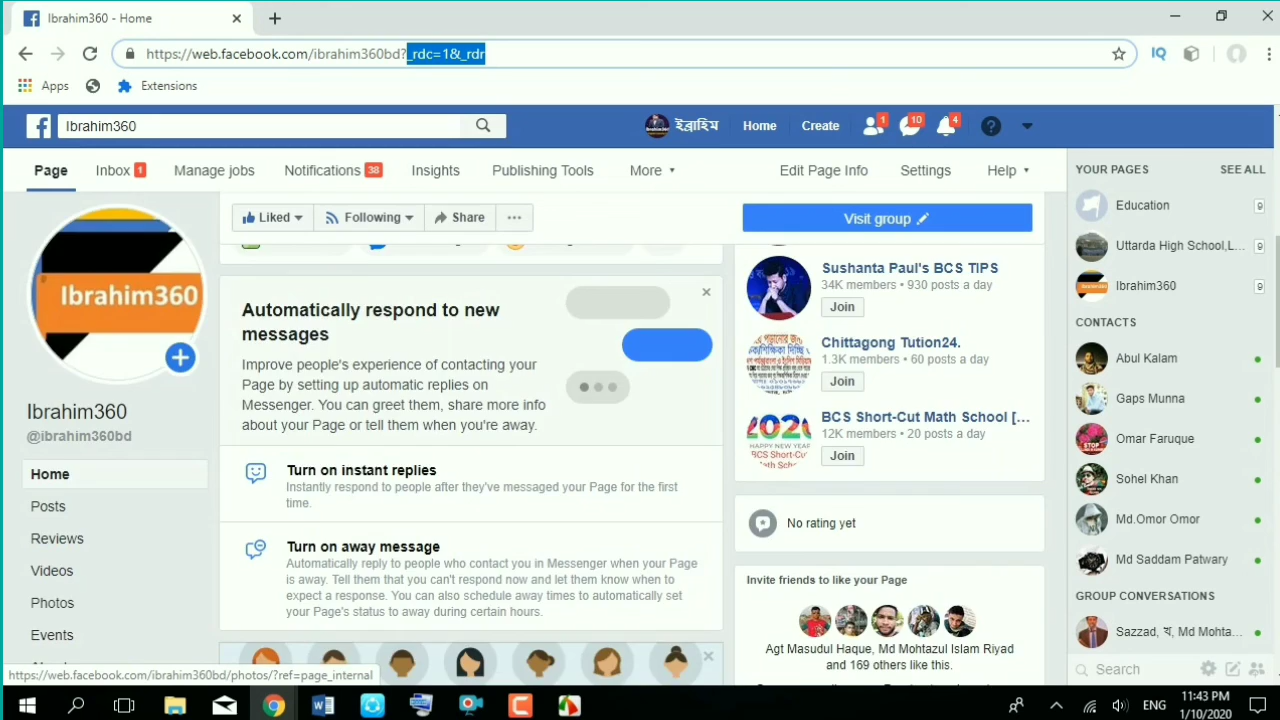 Ibrahim360 - Home
https://web.facebook.com/ibrahim360bd?_rdc=1&_rdr
IQ
Apps
Extensions
Ibrahim360
ইব্রাহিম
Home
Create
1
10
4
Page
Inbox 1
Manage jobs
Notifications 38
Insights
Publishing Tools
More
Edit Page Info
Settings
Help
Liked
Following
Share
Visit group
Ibrahim360
Ibrahim360
@ibrahim360bd
Home
Posts
Reviews
Videos
Photos
Events
Automatically respond to new
messages
Improve people's experience of contacting your
Page by setting up automatic replies on
Messenger. You can greet them, share more info
about your Page or tell them when you're away.
Turn on instant replies
Instantly respond to people after they've messaged your Page for the first
time.
Turn on away message
Automatically reply to people who contact you in Messenger when your Page
is away. Tell them that you can't respond now and let them know when to
expect a response. You can also schedule away times to automatically set
your Page's status to away during certain hours.
Sushanta Paul's BCS TIPS
34K members • 930 posts a day
Join
Chittagong Tution24.
1.3K members • 60 posts a day
Join
BCS Short-Cut Math School [...
12K members • 20 posts a day
Join
2020
HAPPY NEW YEAR
BCS Short-Cu
No rating yet
Invite friends to like your Page
Agt Masudul Haque, Md Mohtazul Islam Riyad
and 169 others like this.
YOUR PAGES
SEE ALL
Education
9
Uttarda High School,L...
9
Ibrahim360
9
CONTACTS
Abul Kalam
Gaps Munna
Omar Faruque
Sohel Khan
Md.Omor Omor
Md Saddam Patwary
GROUP CONVERSATIONS
Sazzad, খ, Md Mohta...
Search
https://web.facebook.com/ibrahim360bd/photos/?ref=page_internal
ENG
11:43 PM
1/10/2020